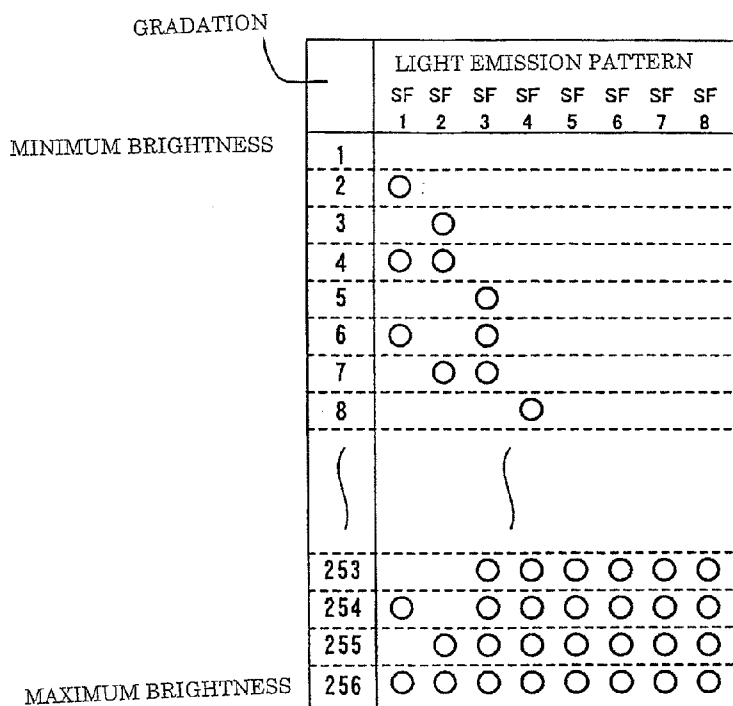 GRADATION
LIGHT EMISSION PATTERN
SF SF SF SF SF SF SF SF
1 2 3 4 5 6 7 8
MINIMUM BRIGHTNESS 1
2
3
4
5
6
7
8
253
254
255
MAXIMUM BRIGHTNESS 256